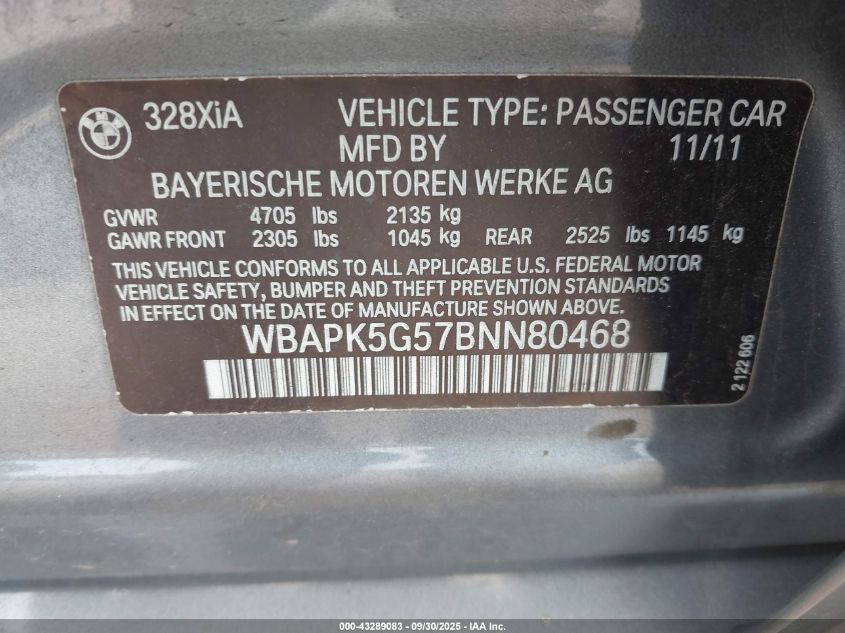 328XiA VEHICLE TYPE: PASSENGER CAR
MFD BY 11/11
BAYERISCHE MOTOREN WERKE AG
GVWR 4705 lbs 2135 kg
GAWR FRONT 2305 lbs 1045 kg REAR 2525 lbs 1145 kg
THIS VEHICLE CONFORMS TO ALL APPLICABLE U.S. FEDERAL MOTOR
VEHICLE SAFETY, BUMPER AND THEFT PREVENTION STANDARDS
IN EFFECT ON THE DATE OF MANUFACTURE SHOWN ABOVE.
WBAPK5G57BNN80468
2 122 606
000-43289083 - 09/30/2025 - IAA Inc.